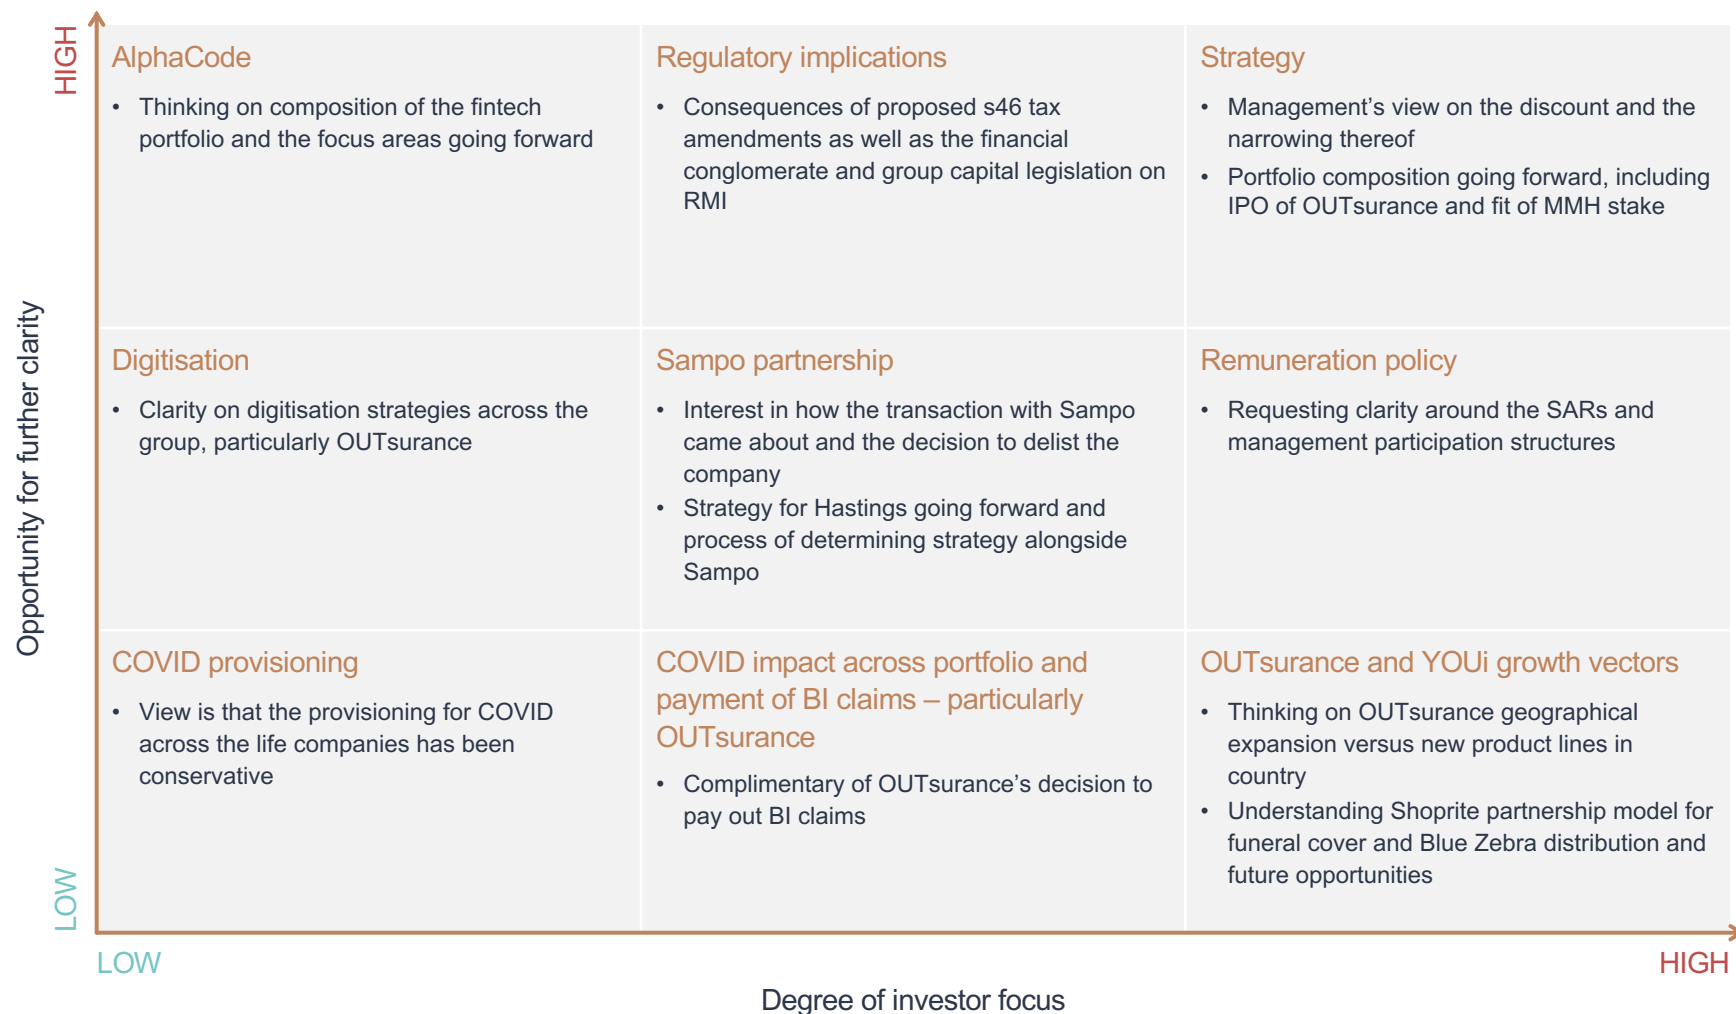 HIGH
Opportunity for further clarity
LOW
AlphaCode
• Thinking on composition of the fintech
portfolio and the focus areas going forward
Regulatory implications
• Consequences of proposed s46 tax
amendments as well as the financial
conglomerate and group capital legislation on
RMI
Strategy
• Management’s view on the discount and the
narrowing thereof
• Portfolio composition going forward, including
IPO of OUTsurance and fit of MMH stake
Digitisation
• Clarity on digitisation strategies across the
group, particularly OUTsurance
Sampo partnership
• Interest in how the transaction with Sampo
came about and the decision to delist the
company
• Strategy for Hastings going forward and
process of determining strategy alongside
Sampo
Remuneration policy
• Requesting clarity around the SARs and
management participation structures
COVID provisioning
• View is that the provisioning for COVID
across the life companies has been
conservative
COVID impact across portfolio and
payment of BI claims – particularly
OUTsurance
• Complimentary of OUTsurance’s decision to
pay out BI claims
OUTsurance and YOUi growth vectors
• Thinking on OUTsurance geographical
expansion versus new product lines in
country
• Understanding Shoprite partnership model for
funeral cover and Blue Zebra distribution and
future opportunities
LOW
HIGH
Degree of investor focus